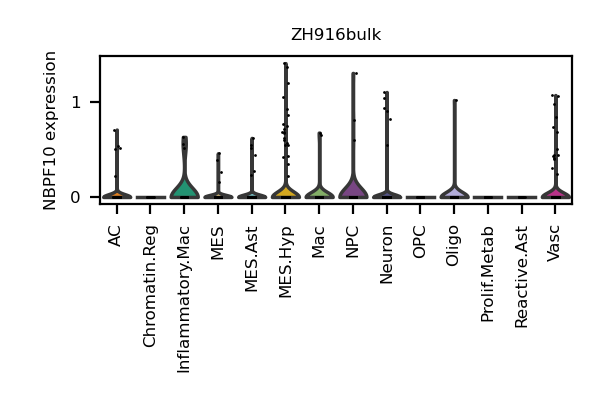 ZH916bulk
NBPF10 expression
1
0
AC
Chromatin.Reg
Inflammatory.Mac
MES
MES.Ast
MES.Hyp
Mac
NPC
Neuron
OPC
Oligo
Prolif.Metab
Reactive.Ast
Vasc